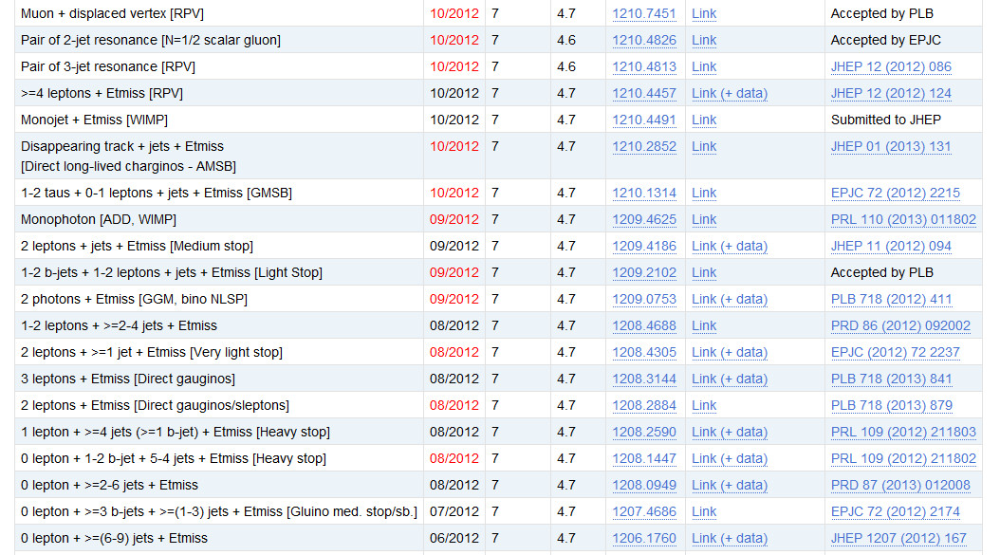 Muon + displaced vertex [RPV] 10/2012 7 4.7 1210.7451 Link Accepted by PLB
Pair of 2-jet resonance [N=1/2 scalar gluon] 10/2012 7 4.6 1210.4826 Link Accepted by EPJC
Pair of 3-jet resonance [RPV] 10/2012 7 4.6 1210.4813 Link JHEP 12 (2012) 086
>=4 leptons + Etmiss [RPV] 10/2012 7 4.7 1210.4457 Link (+ data) JHEP 12 (2012) 124
Monojet + Etmiss [WIMP] 10/2012 7 4.7 1210.4491 Link Submitted to JHEP
Disappearing track + jets + Etmiss 10/2012 7 4.7 1210.2852 Link JHEP 01 (2013) 131
[Direct long-lived charginos - AMSB]
1-2 taus + 0-1 leptons + jets + Etmiss [GMSB] 10/2012 7 4.7 1210.1314 Link EPJC 72 (2012) 2215
Monophoton [ADD, WIMP] 09/2012 7 4.7 1209.4625 Link PRL 110 (2013) 011802
2 leptons + jets + Etmiss [Medium stop] 09/2012 7 4.7 1209.4186 Link (+ data) JHEP 11 (2012) 094
1-2 b-jets + 1-2 leptons + jets + Etmiss [Light Stop] 09/2012 7 4.7 1209.2102 Link Accepted by PLB
2 photons + Etmiss [GGM, bino NLSP] 09/2012 7 4.7 1209.0753 Link (+ data) PLB 718 (2012) 411
1-2 leptons + >=2-4 jets + Etmiss 08/2012 7 4.7 1208.4688 Link PRD 86 (2012) 092002
2 leptons + >=1 jet + Etmiss [Very light stop] 08/2012 7 4.7 1208.4305 Link (+ data) EPJC (2012) 72 2237
3 leptons + Etmiss [Direct gauginos] 08/2012 7 4.7 1208.3144 Link (+ data) PLB 718 (2013) 841
2 leptons + Etmiss [Direct gauginos/sleptons] 08/2012 7 4.7 1208.2884 Link (+ data) PLB 718 (2013) 879
1 lepton + >=4 jets (>=1 b-jet) + Etmiss [Heavy stop] 08/2012 7 4.7 1208.2590 Link (+ data) PRL 109 (2012) 211803
0 lepton + 1-2 b-jet + 5-4 jets + Etmiss [Heavy stop] 08/2012 7 4.7 1208.1447 Link (+ data) PRL 109 (2012) 211802
0 lepton + >=2-6 jets + Etmiss 08/2012 7 4.7 1208.0949 Link (+ data) PRD 87 (2013) 012008
0 lepton + >=3 b-jets + >=(1-3) jets + Etmiss [Gluino med. stop/sb.] 07/2012 7 4.7 1207.4686 Link EPJC 72 (2012) 2174
0 lepton + >=(6-9) jets + Etmiss 06/2012 7 4.7 1206.1760 Link (+ data) JHEP 1207 (2012) 167